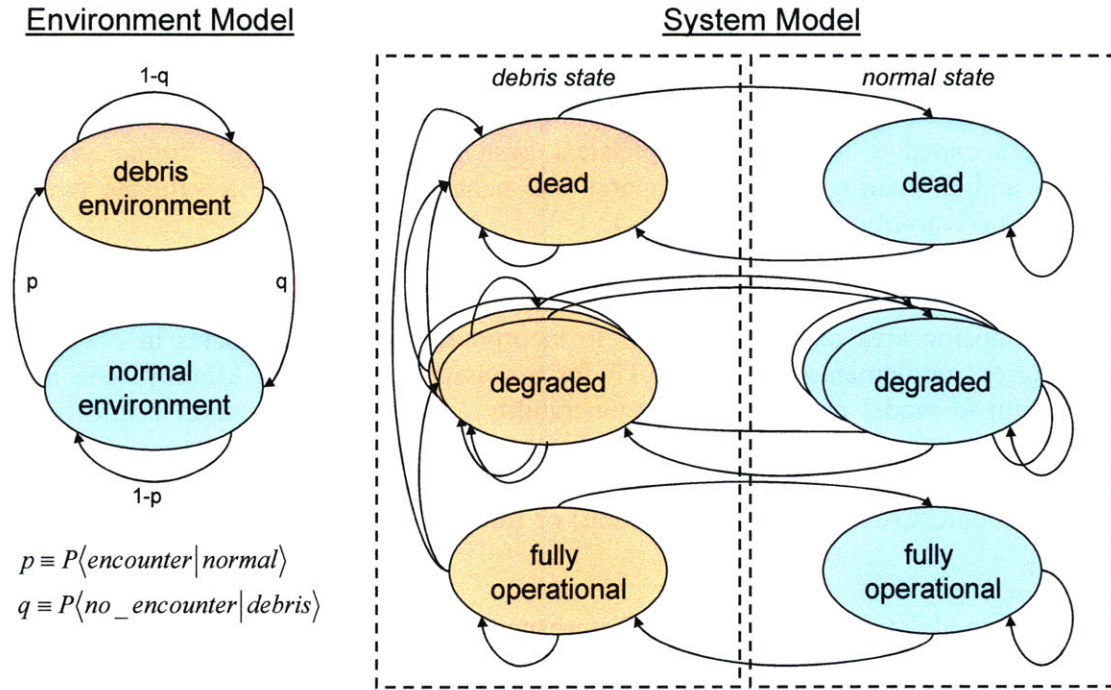 Environment Model
1-q
debris
environment
p
q
normal
environment
1-p
p ≡ P⟨encounter|normal⟩
q ≡ P⟨no_encounter|debris⟩
System Model
debris state
normal state
dead
dead
degraded
degraded
fully
operational
fully
operational